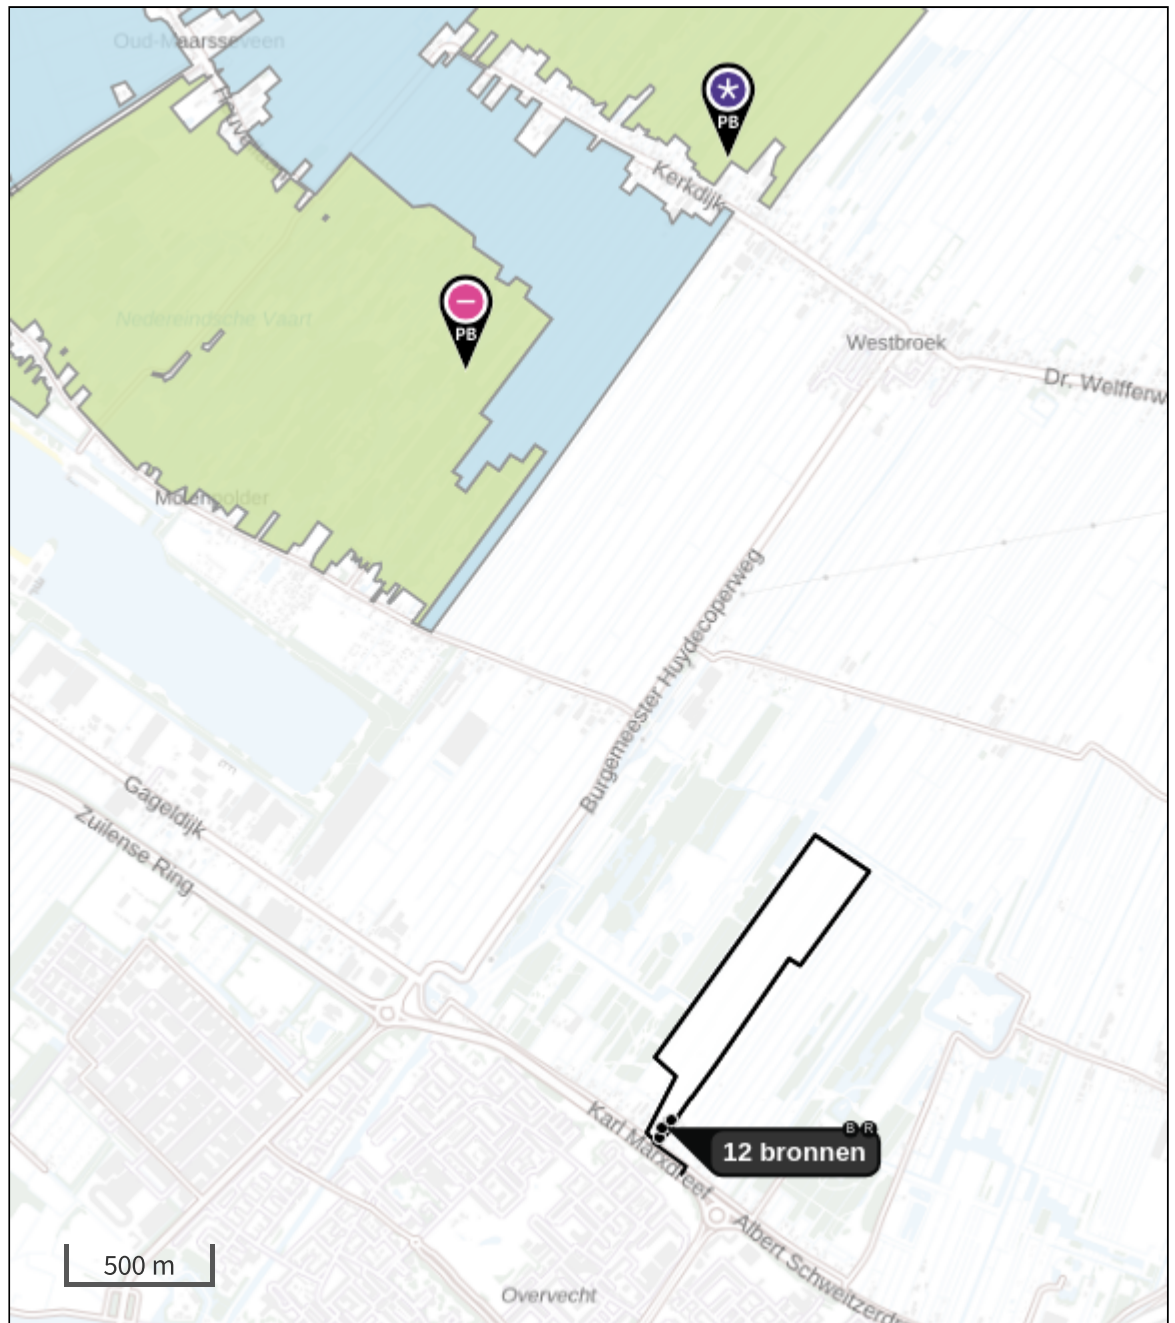 Oud-Maarsseveen
PB
Kerkdijk
Nedereindsche Vaart
PB
Westbroek
Dr. Welfferw
Molenpolder
Burgemeester Huydecoperweg
Gageldijk
Zuilense Ring
Karl Marxdreef
B R
12 bronnen
Albert Schweitzerdr
500 m
Overvecht